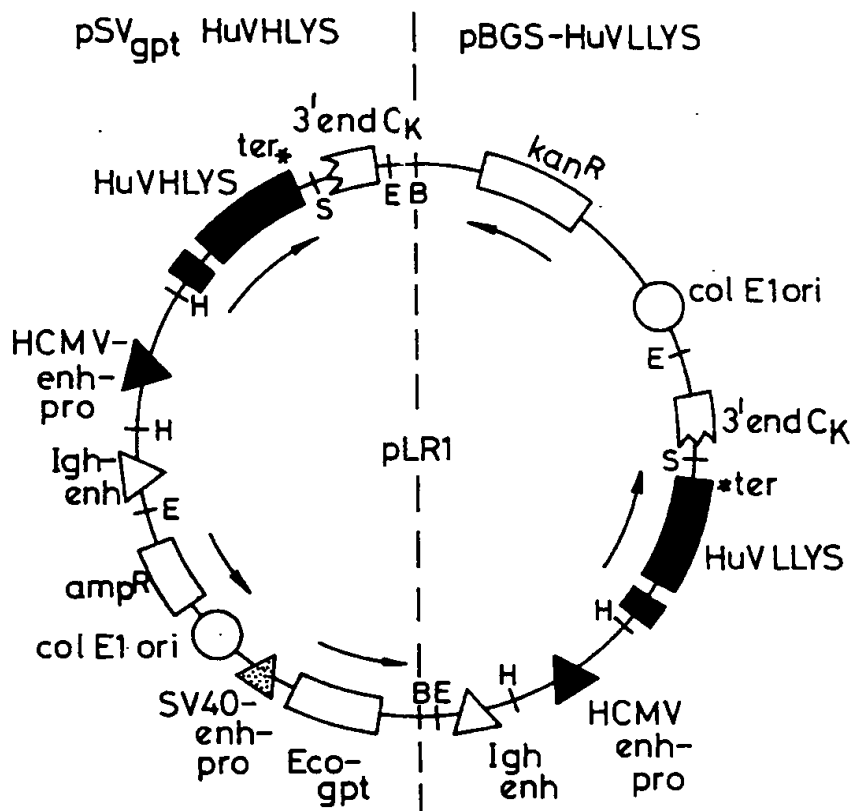 pSVgpt HuVHLYS
pBGS-HuVLLYS
3'end CK
ter*
HuVHLYS
S
E
B
kanR
H
col E1ori
E
HCMV-
enh-
pro
3'end CK
H
S
pLR1
Igh-
enh
*ter
E
HuVLLYS
ampR
H
col E1 ori
B
E
H
SV40-
enh-
pro
HCMV
enh-
pro
Eco-
gpt
Igh
enh